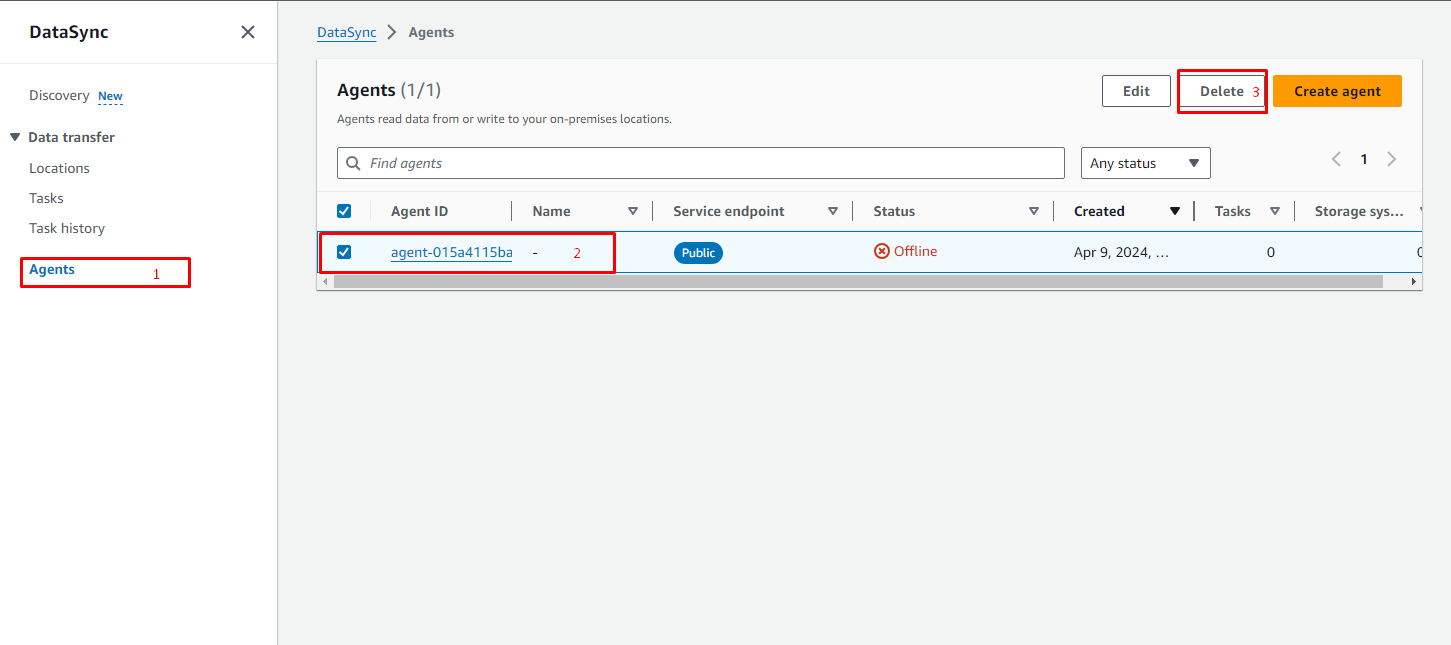 DataSync
Discovery New
Data transfer
Locations
Tasks
Task history
Agents 1
DataSync Agents
Agents (1/1)
Agents read data from or write to your on-premises locations.
Edit
Delete 3
Create agent
Find agents
Any status
1
Agent ID Name Service endpoint Status Created Tasks Storage sys...
agent-015a4115ba - 2 Public Offline Apr 9, 2024, ... 0 0